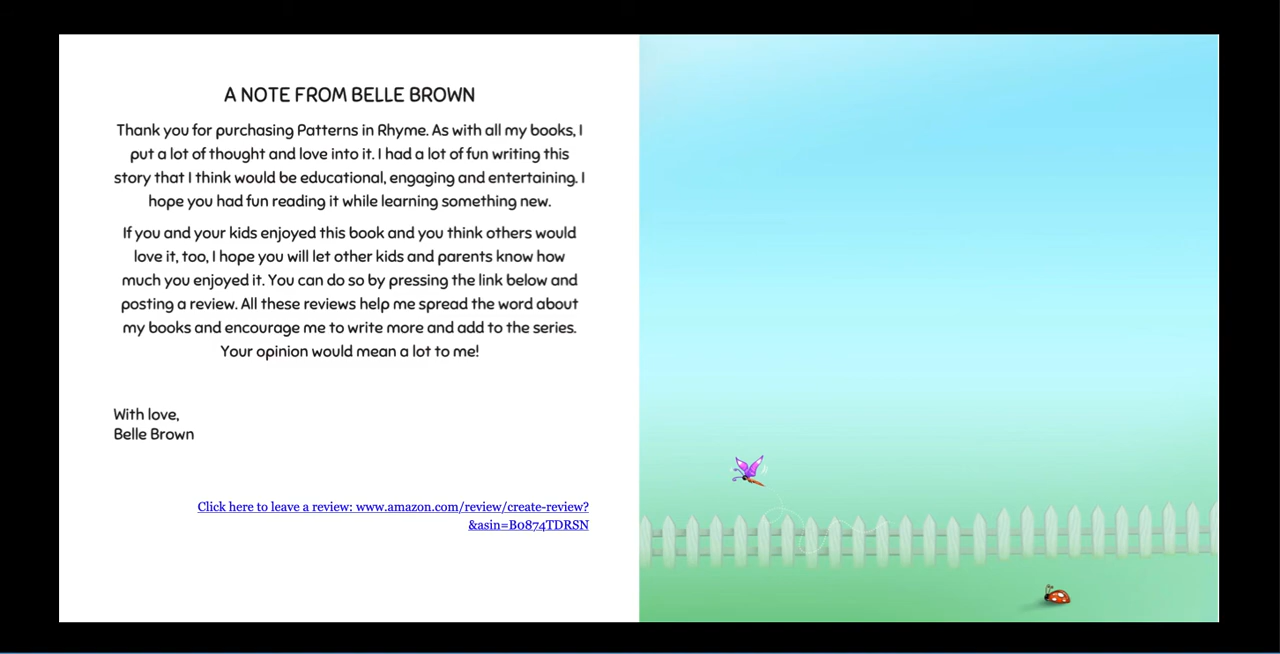 A NOTE FROM BELLE BROWN
Thank you for purchasing Patterns in Rhyme. As with all my books, I
put a lot of thought and love into it. I had a lot of fun writing this
story that I think would be educational, engaging and entertaining. I
hope you had fun reading it while learning something new.
If you and your kids enjoyed this book and you think others would
love it, too, I hope you will let other kids and parents know how
much you enjoyed it. You can do so by pressing the link below and
posting a review. All these reviews help me spread the word about
my books and encourage me to write more and add to the series.
Your opinion would mean a lot to me!
With love,
Belle Brown
Click here to leave a review: www.amazon.com/review/create-review?
&asin=B0874TDRSN